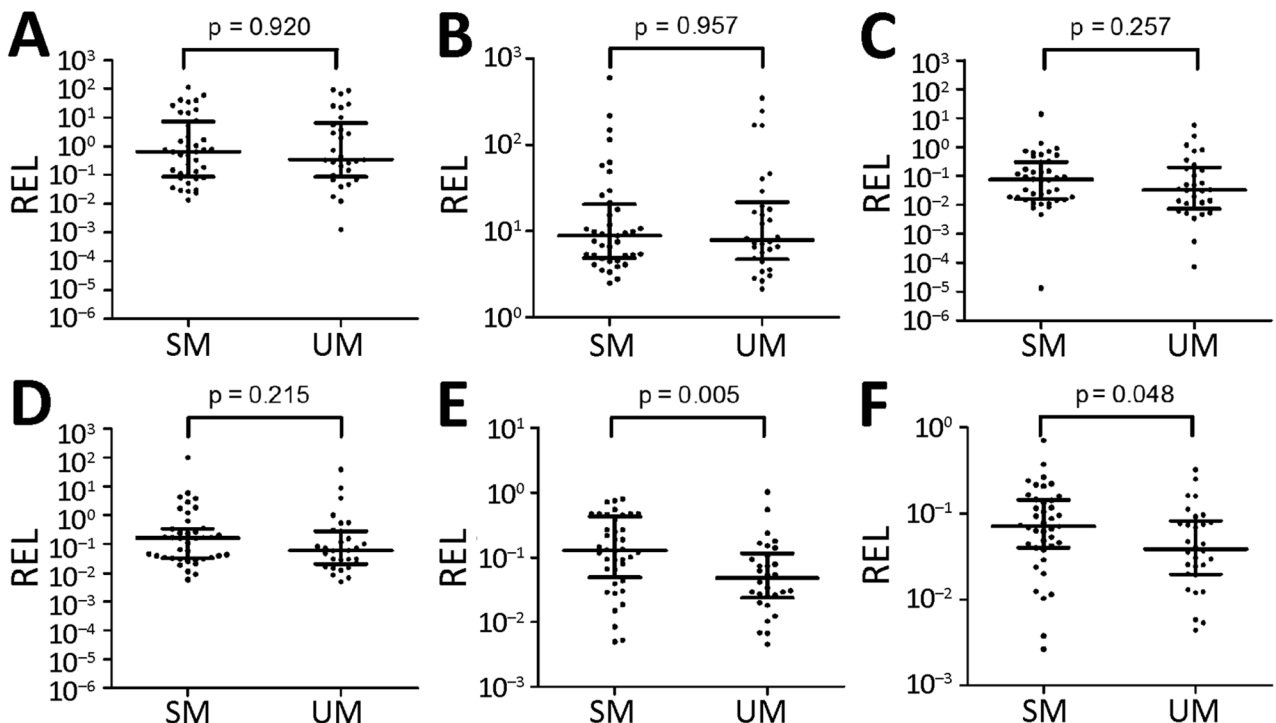 A
p = 0.920
REL
10³
10²
10¹
10⁰
10⁻¹
10⁻²
10⁻³
10⁻⁴
10⁻⁵
10⁻⁶
SM UM
B
p = 0.957
REL
10³
10²
10¹
10⁰
SM UM
C
p = 0.257
REL
10³
10²
10¹
10⁰
10⁻¹
10⁻²
10⁻³
10⁻⁴
10⁻⁵
10⁻⁶
SM UM
D
p = 0.215
REL
10³
10²
10¹
10⁰
10⁻¹
10⁻²
10⁻³
10⁻⁴
10⁻⁵
10⁻⁶
SM UM
E
p = 0.005
REL
10¹
10⁰
10⁻¹
10⁻²
10⁻³
SM UM
F
p = 0.048
REL
10⁰
10⁻¹
10⁻²
10⁻³
SM UM